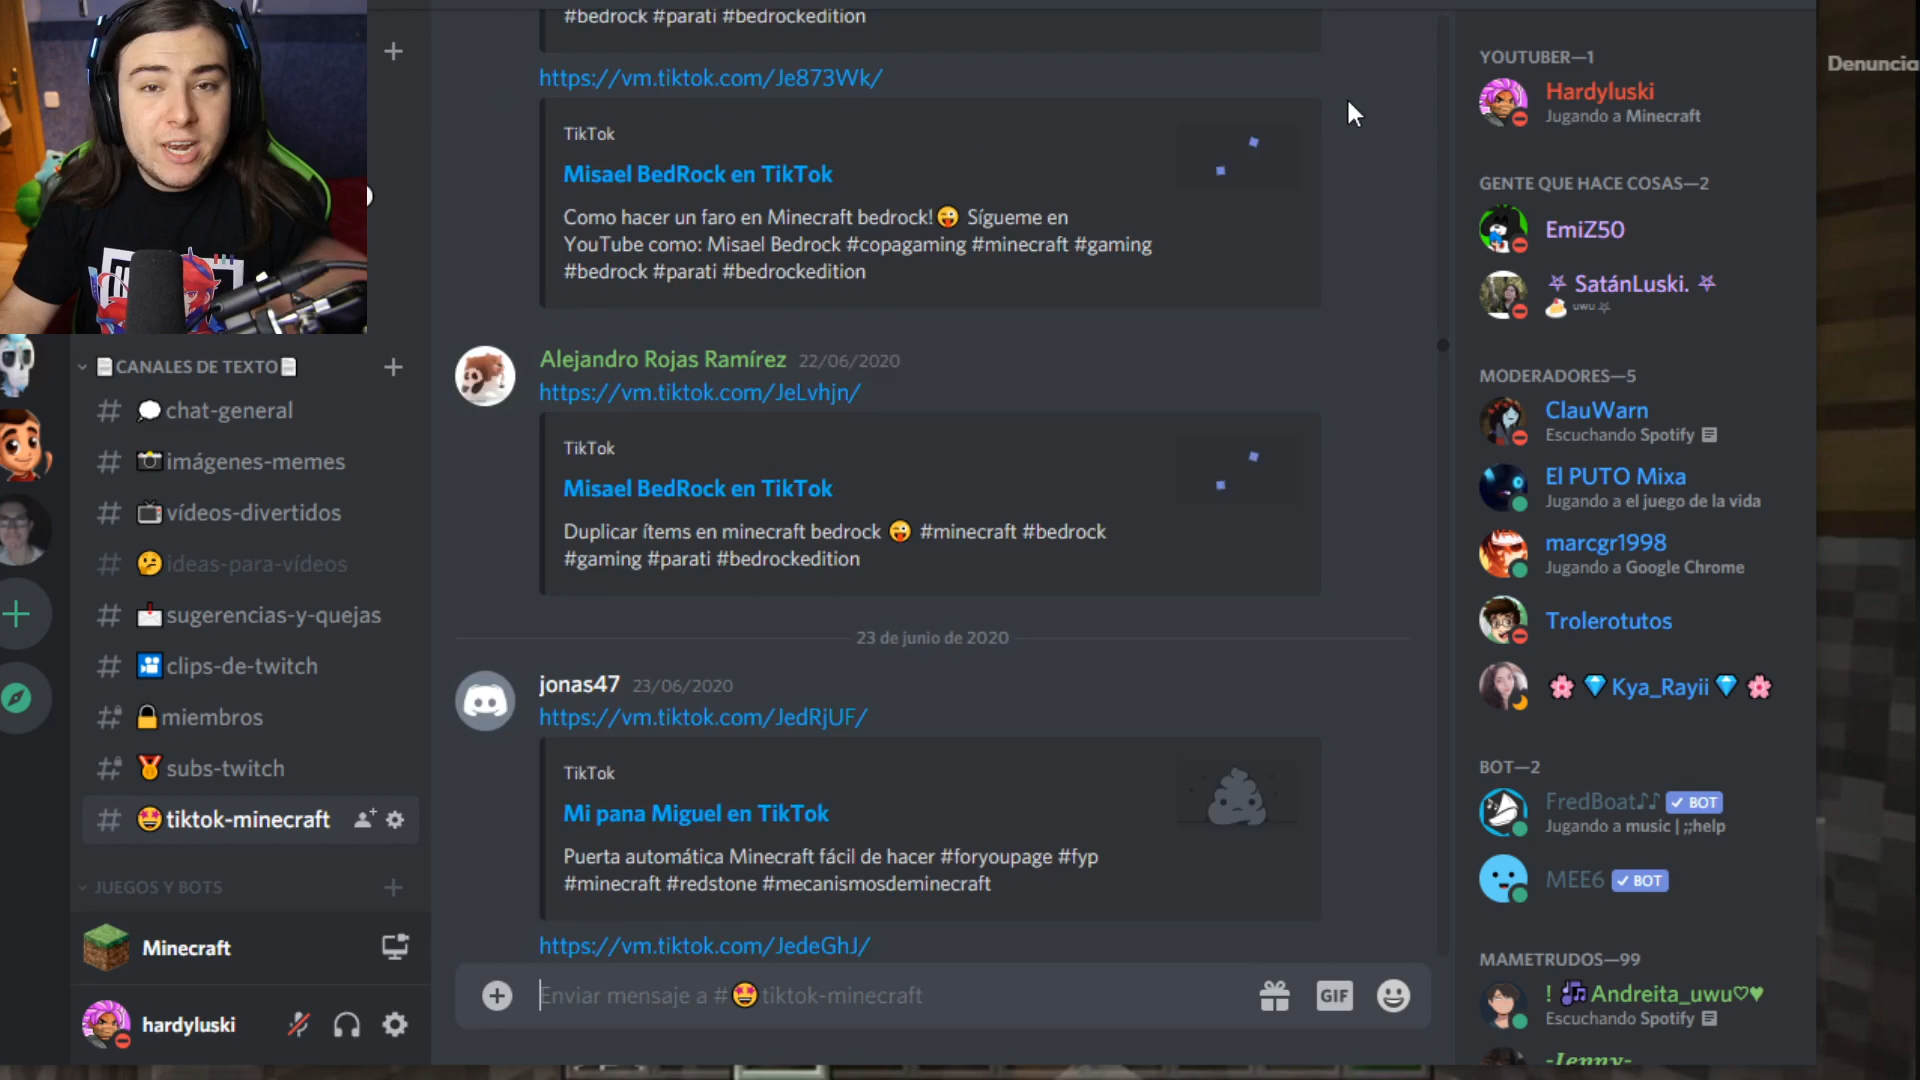 #bedrock #parati #bedrockedition
https://vm.tiktok.com/Je873Wk/
TikTok
Misael BedRock en TikTok
Como hacer un faro en Minecraft bedrock!😜 Sígueme en
YouTube como: Misael Bedrock #copagaming #minecraft #gaming
#bedrock #parati #bedrockedition
Alejandro Rojas Ramírez 22/06/2020
https://vm.tiktok.com/JeLvhjn/
TikTok
Misael BedRock en TikTok
Duplicar ítems en minecraft bedrock 😜 #minecraft #bedrock
#gaming #parati #bedrockedition
23 de junio de 2020
jonas47 23/06/2020
https://vm.tiktok.com/JedRjUF/
TikTok
Mi pana Miguel en TikTok
Puerta automática Minecraft fácil de hacer #foryoupage #fyp
#minecraft #redstone #mecanismosdeminecraft
https://vm.tiktok.com/JedeGhJ/
Enviar mensaje a #🤩tiktok-minecraft
GIF
📄CANALES DE TEXTO📄
# 💭chat-general
# 📷imágenes-memes
# 📺vídeos-divertidos
# 🤔ideas-para-vídeos
# 📩sugerencias-y-quejas
# 🎦clips-de-twitch
# 🔒miembros
# 🏅subs-twitch
# 🤩tiktok-minecraft
JUEGOS Y BOTS
Minecraft
hardyluski
YOUTUBER—1
Hardyluski
Jugando a Minecraft
GENTE QUE HACE COSAS—2
EmiZ50
⛧ SatánLuski. ⛧
🍰 uwu ⛧
MODERADORES—5
ClauWarn
Escuchando Spotify
El PUTO Mixa
Jugando a el juego de la vida
marcgr1998
Jugando a Google Chrome
Trolerotutos
🌸💎Kya_Rayii💎🌸
BOT—2
FredBoat♪♪ ✓ BOT
Jugando a music | ;;help
MEE6 ✓ BOT
MAMETRUDOS—99
! 🎶Andreita_uwu♡♥
Escuchando Spotify
-Jenny-
Denuncia